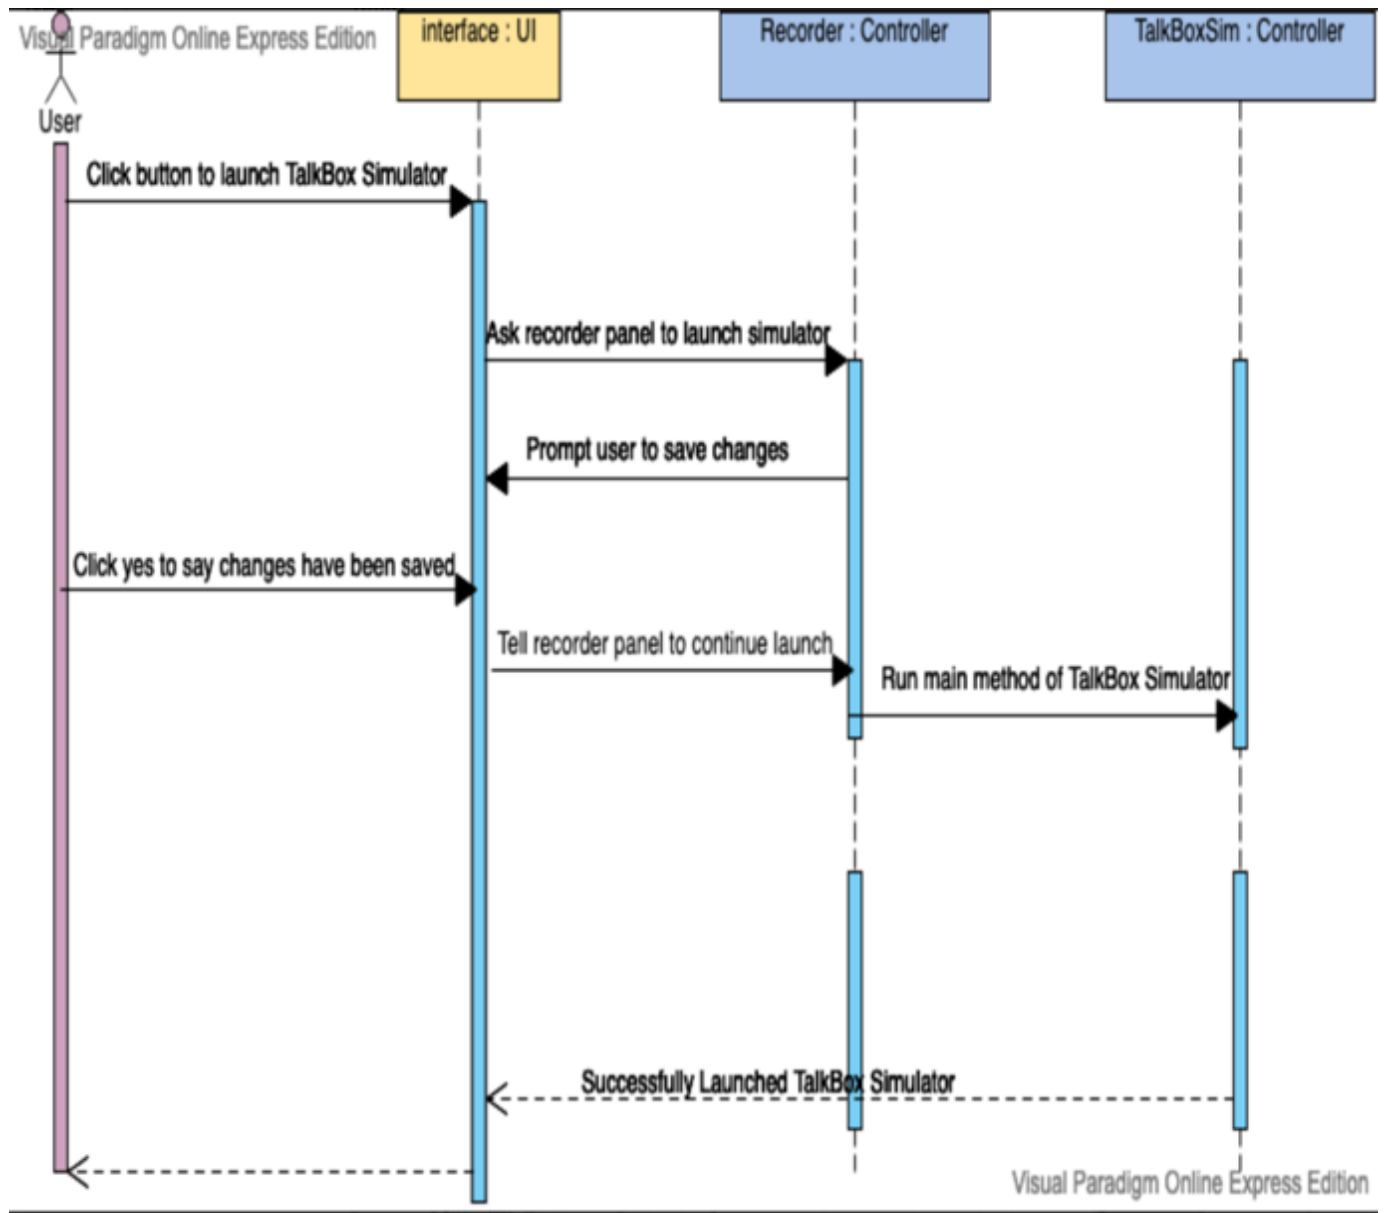 interface : UI
Recorder : Controller
TalkBoxSim : Controller
Visual Paradigm Online Express Edition
User
Click button to launch TalkBox Simulator
Ask recorder panel to launch simulator
Prompt user to save changes
Click yes to say changes have been saved
Tell recorder panel to continue launch
Run main method of TalkBox Simulator
Successfully Launched TalkBox Simulator
Visual Paradigm Online Express Edition